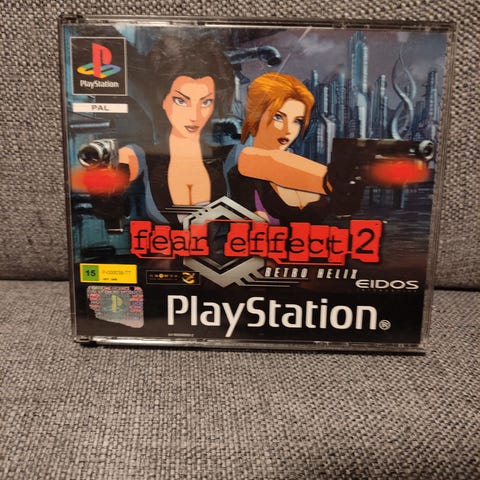 PlayStation
PAL
fear effect 2
RETRO HELIX
15
EIDOS
PlayStation®